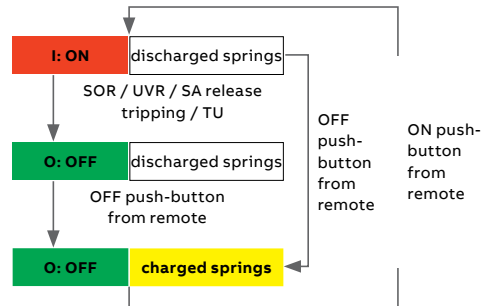 I: ON
discharged springs
SOR / UVR / SA release
tripping / TU
O: OFF
discharged springs
OFF push-button
from remote
O: OFF
charged springs
OFF
push-
button
from
remote
ON push-
button
from
remote